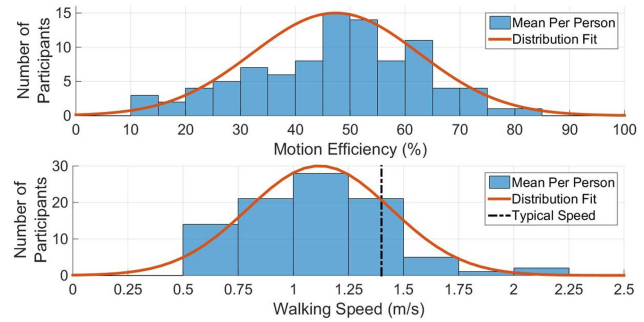 Number of
Participants
15
10
5
0
Mean Per Person
Distribution Fit
0 10 20 30 40 50 60 70 80 90 100
Motion Efficiency (%)
Number of
Participants
30
20
10
0
Mean Per Person
Distribution Fit
Typical Speed
0 0.25 0.5 0.75 1 1.25 1.5 1.75 2 2.25 2.5
Walking Speed (m/s)